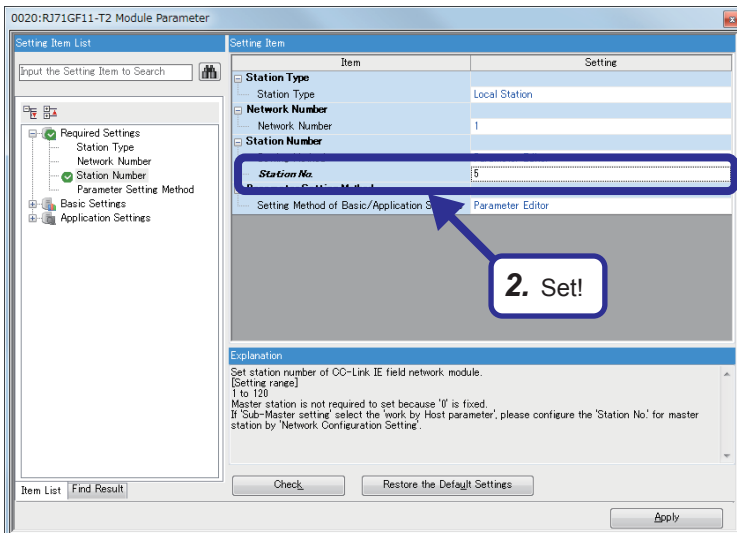 0020:RJ71GF11-T2 Module Parameter
Setting Item List
Input the Setting Item to Search
Required Settings
Station Type
Network Number
Station Number
Parameter Setting Method
Basic Settings
Application Settings
Item List
Find Result
Setting Item
Item Setting
Station Type
Station Type Local Station
Network Number
Network Number 1
Station Number
Station No. 5
Setting Method of Basic/Application Parameter Editor
2. Set!
Explanation
Set station number of CC-Link IE field network module.
[Setting range]
1 to 120
Master station is not required to set because '0' is fixed.
If 'Sub-Master setting' select the 'work by Host parameter', please configure the 'Station No.' for master
station by 'Network Configuration Setting'.
Check Restore the Default Settings
Apply